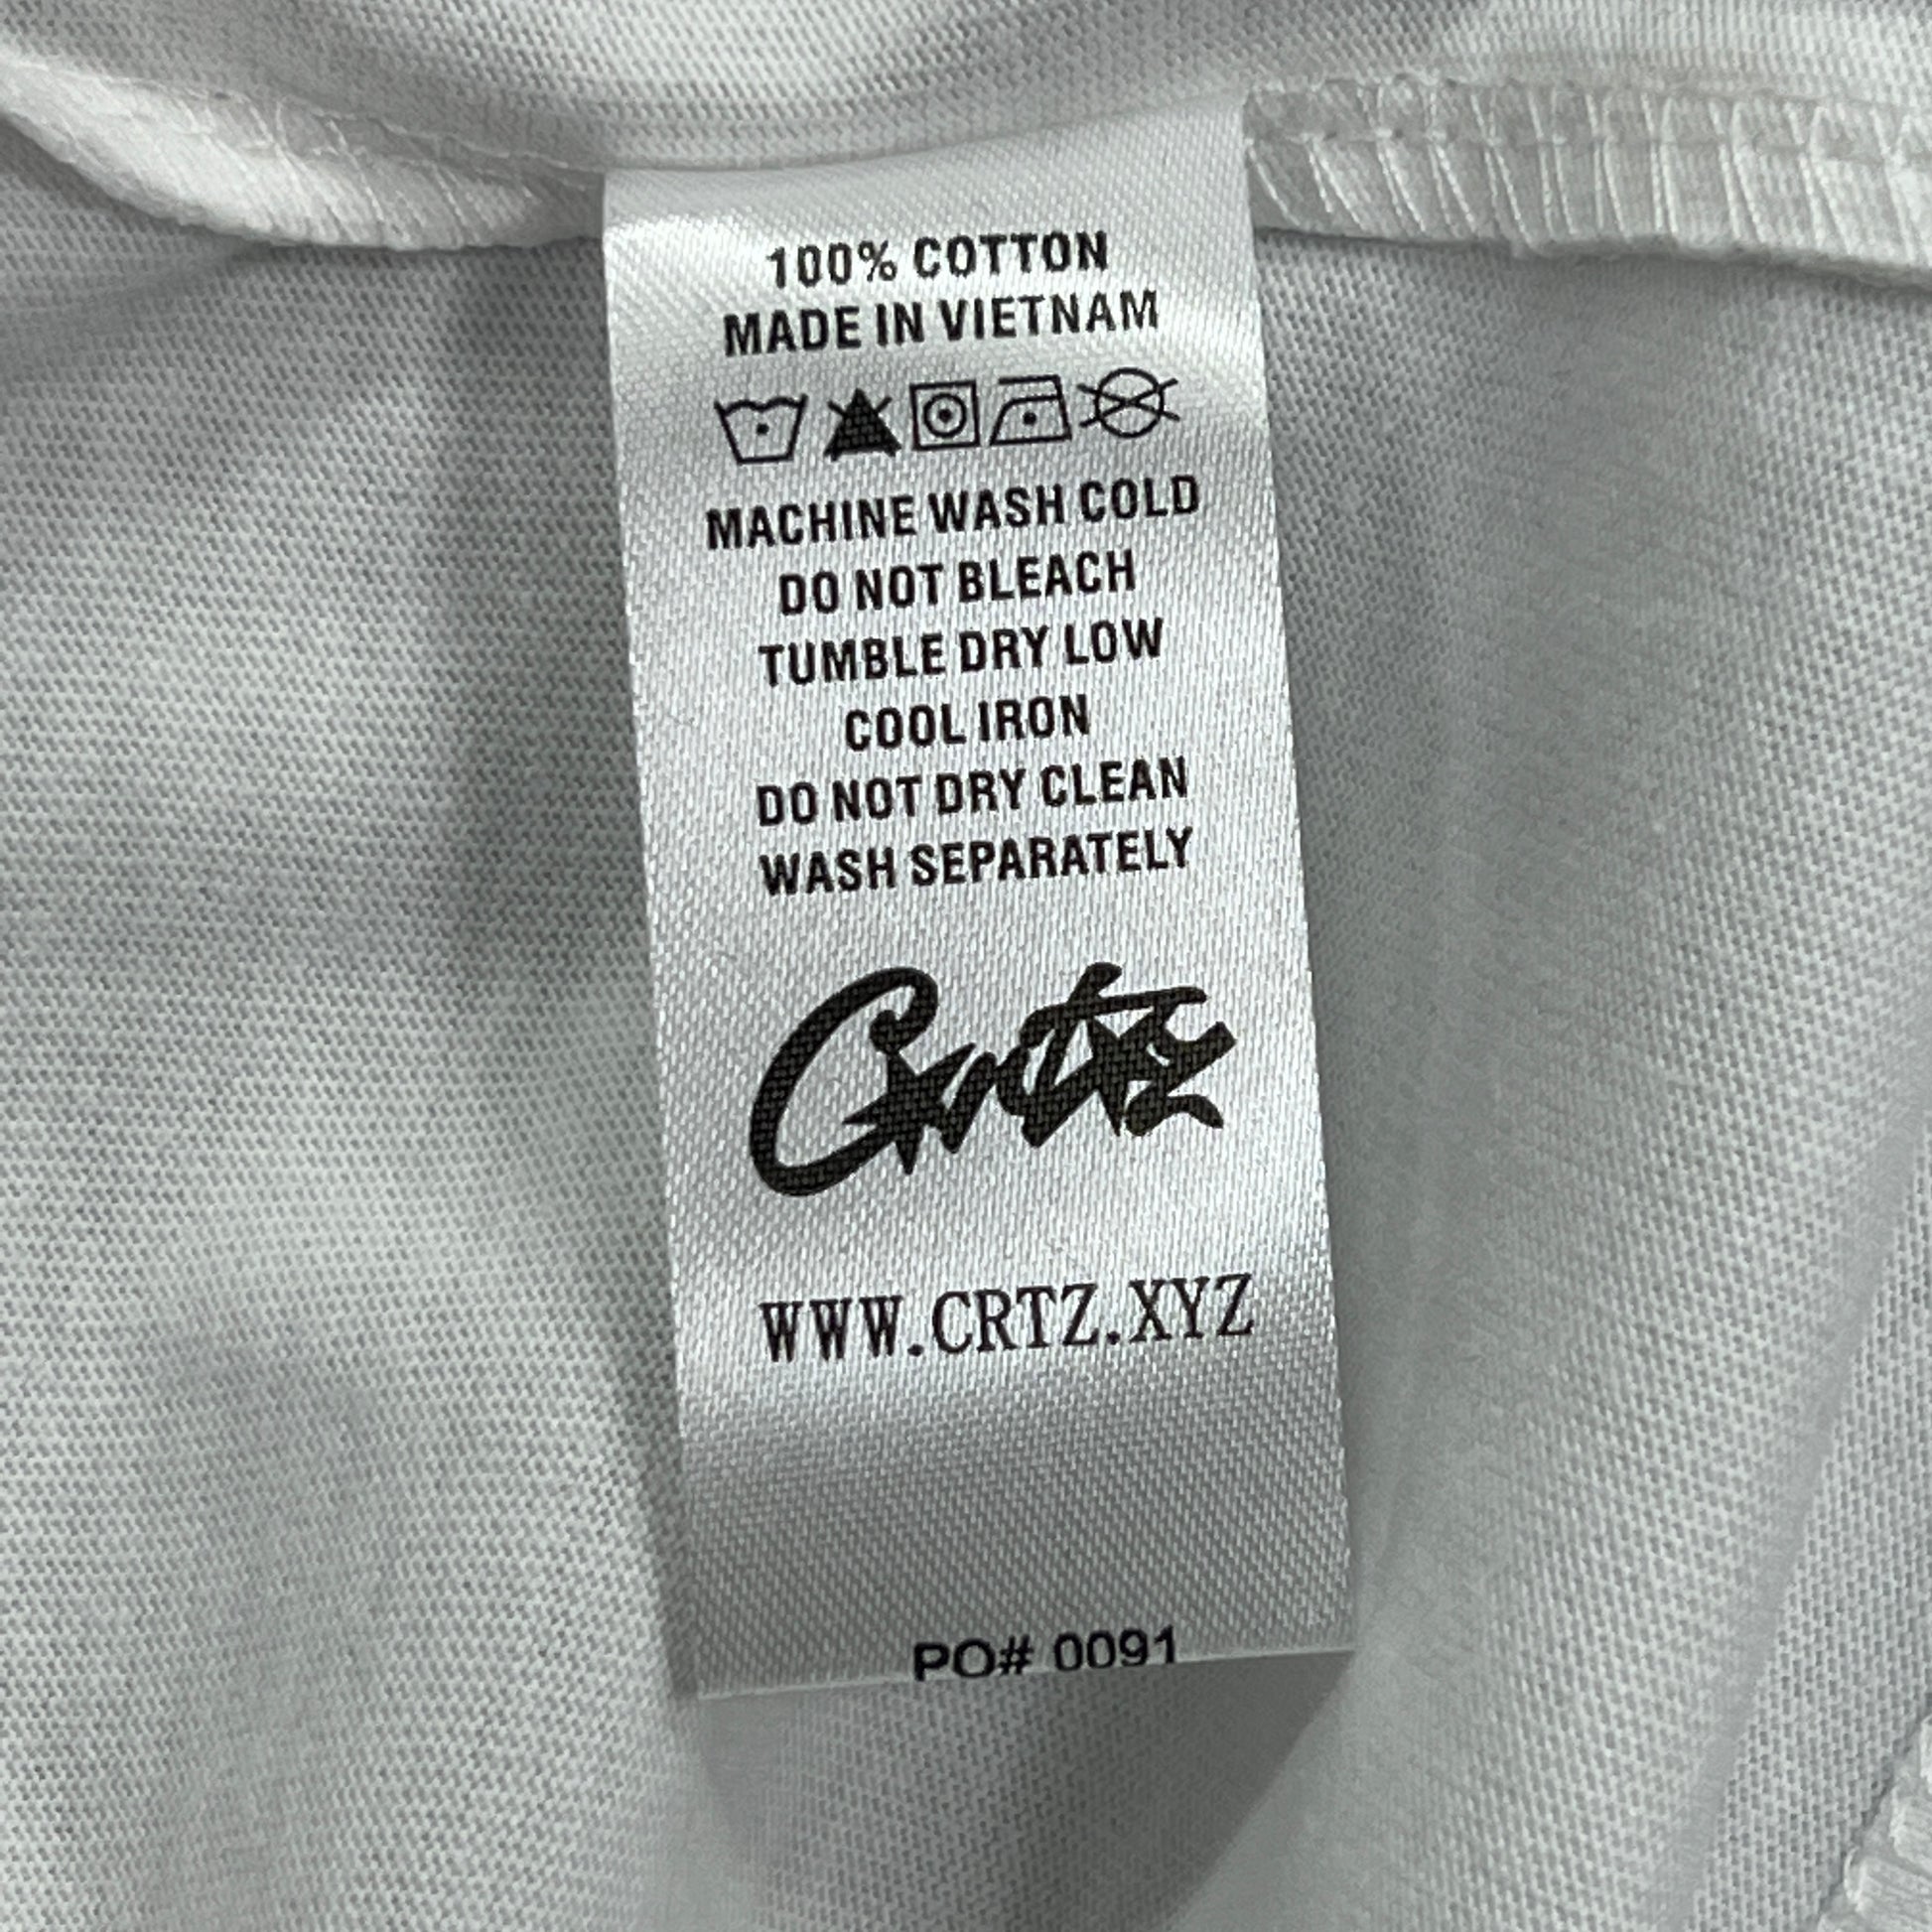 100% COTTON
MADE IN VIETNAM
MACHINE WASH COLD
DO NOT BLEACH
TUMBLE DRY LOW
COOL IRON
DO NOT DRY CLEAN
WASH SEPARATELY
Crtz
WWW.CRTZ.XYZ
PO# 0091